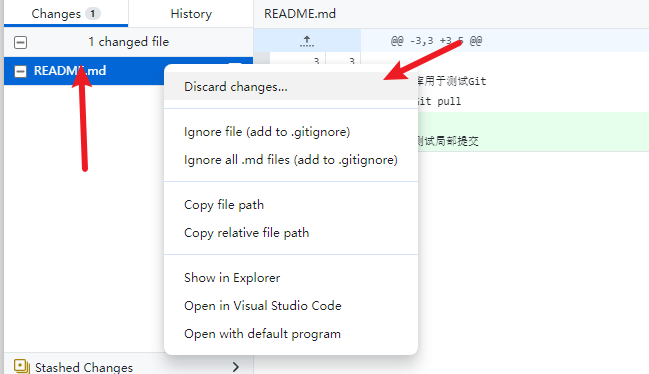 Changes 1
History
README.md
1 changed file
@@ -3,3 +3,5 @@
README.md
3 3
Discard changes...
库用于测试Git
Git pull
Ignore file (add to .gitignore)
测试局部提交
Ignore all .md files (add to .gitignore)
Copy file path
Copy relative file path
Show in Explorer
Open in Visual Studio Code
Open with default program
Stashed Changes